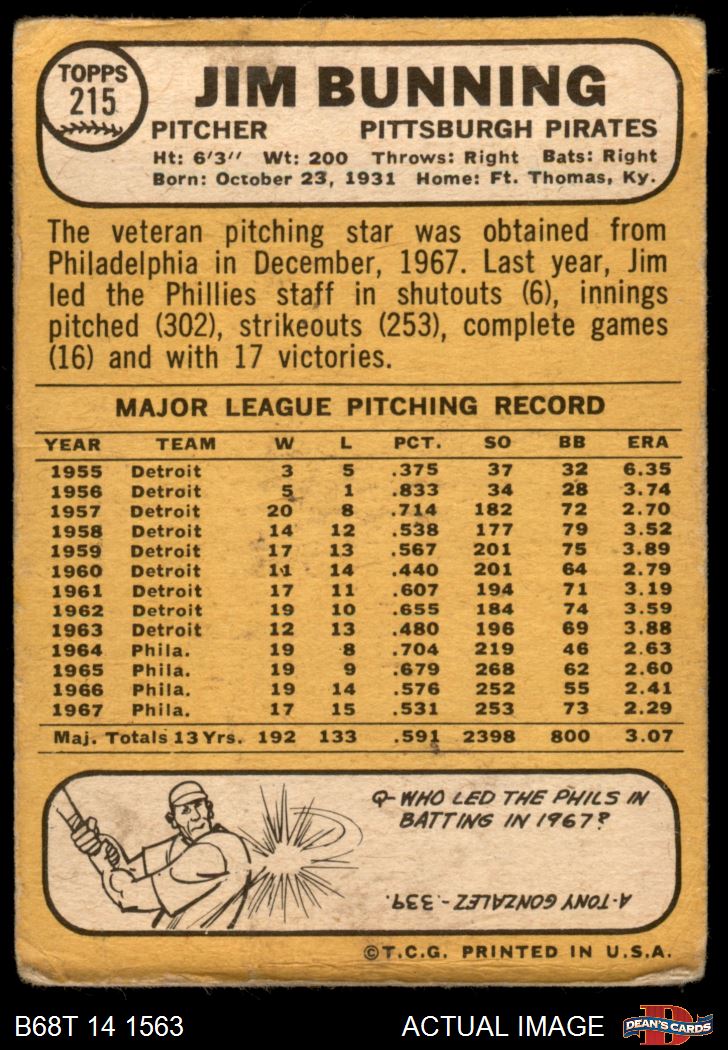 TOPPS
215
JIM BUNNING
PITCHER PITTSBURGH PIRATES
Ht: 6'3'' Wt: 200 Throws: Right Bats: Right
Born: October 23, 1931 Home: Ft. Thomas, Ky.
The veteran pitching star was obtained from
Philadelphia in December, 1967. Last year, Jim
led the Phillies staff in shutouts (6), innings
pitched (302), strikeouts (253), complete games
(16) and with 17 victories.
MAJOR LEAGUE PITCHING RECORD
YEAR TEAM W L PCT. SO BB ERA
1955 Detroit 3 5 .375 37 32 6.35
1956 Detroit 5 1 .833 34 28 3.74
1957 Detroit 20 8 .714 182 72 2.70
1958 Detroit 14 12 .538 177 79 3.52
1959 Detroit 17 13 .567 201 75 3.89
1960 Detroit 11 14 .440 201 64 2.79
1961 Detroit 17 11 .607 194 71 3.19
1962 Detroit 19 10 .655 184 74 3.59
1963 Detroit 12 13 .480 196 69 3.88
1964 Phila. 19 8 .704 219 46 2.63
1965 Phila. 19 9 .679 268 62 2.60
1966 Phila. 19 14 .576 252 55 2.41
1967 Phila. 17 15 .531 253 73 2.29
Maj. Totals 13 Yrs. 192 133 .591 2398 800 3.07
Q- WHO LED THE PHILS IN
BATTING IN 1967?
A-TONY GONZALEZ-.339.
©T.C.G. PRINTED IN U.S.A.
B68T 14 1563 ACTUAL IMAGE
D
DEAN'S CARDS